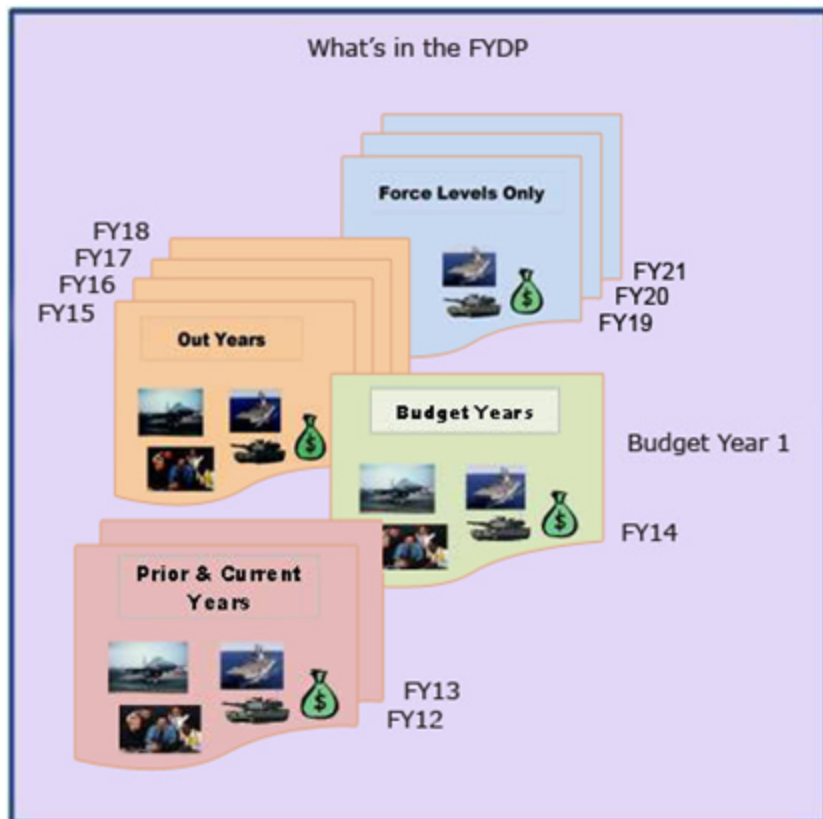 What's in the FYDP
Force Levels Only
FY21
FY20
FY19
FY18
FY17
FY16
FY15
Out Years
$
$
Budget Years
Budget Year 1
$
FY14
Prior & Current
Years
$
FY13
FY12